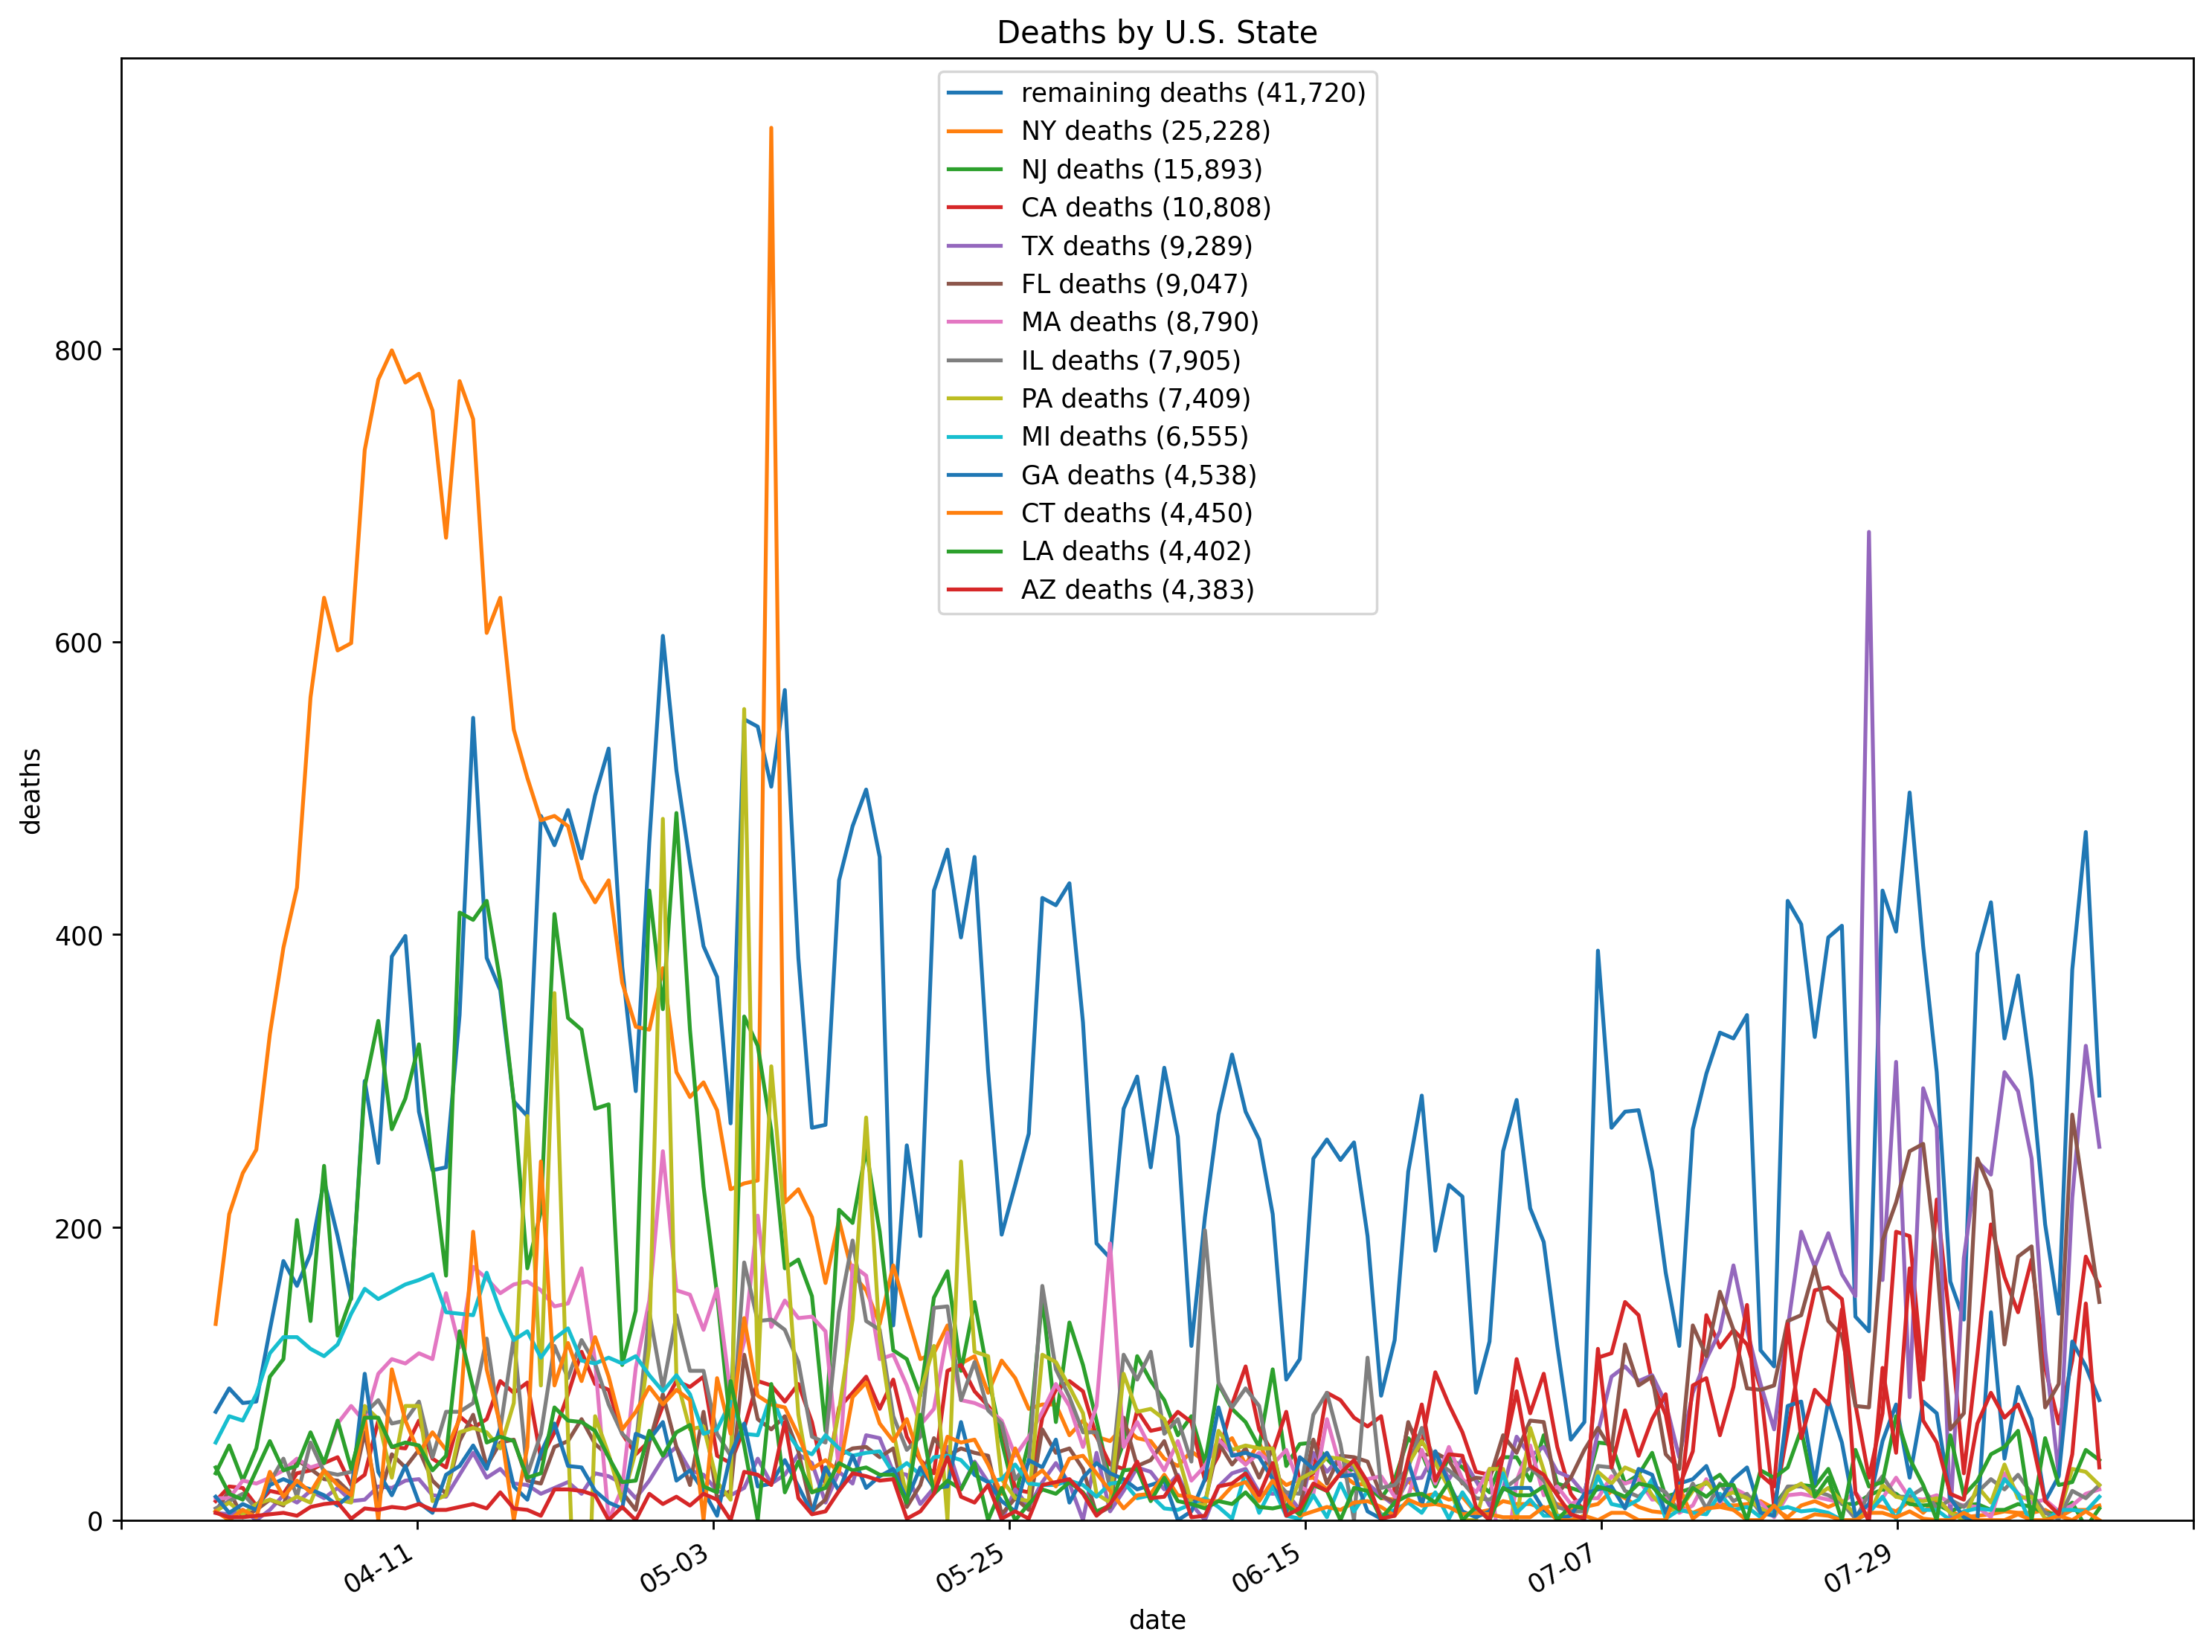 Deaths by U.S. State
remaining deaths (41,720)
NY deaths (25,228)
NJ deaths (15,893)
CA deaths (10,808)
TX deaths (9,289)
FL deaths (9,047)
MA deaths (8,790)
IL deaths (7,905)
PA deaths (7,409)
MI deaths (6,555)
GA deaths (4,538)
CT deaths (4,450)
LA deaths (4,402)
AZ deaths (4,383)
800
600
400
200
0
deaths
04-11
05-03
05-25
06-15
07-07
07-29
date